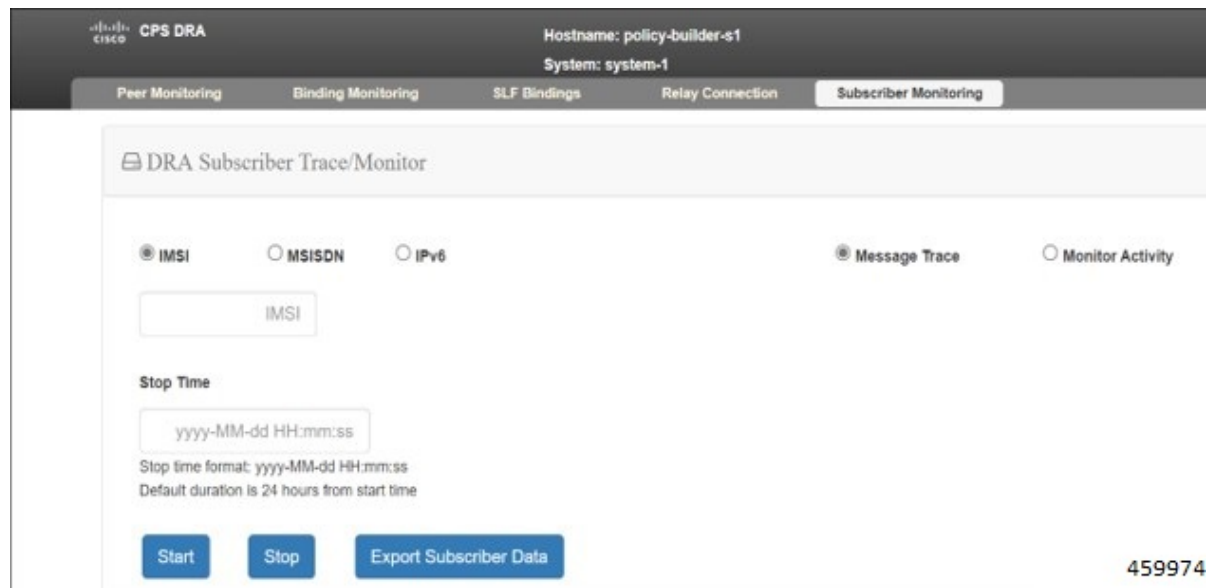 CISCO CPS DRA
Hostname: policy-builder-s1
System: system-1
Peer Monitoring Binding Monitoring SLF Bindings Relay Connection Subscriber Monitoring
DRA Subscriber Trace/Monitor
IMSI MSISDN IPv6 Message Trace Monitor Activity
IMSI
Stop Time
yyyy-MM-dd HH:mm:ss
Stop time format: yyyy-MM-dd HH:mm:ss
Default duration is 24 hours from start time
Start Stop Export Subscriber Data
459974